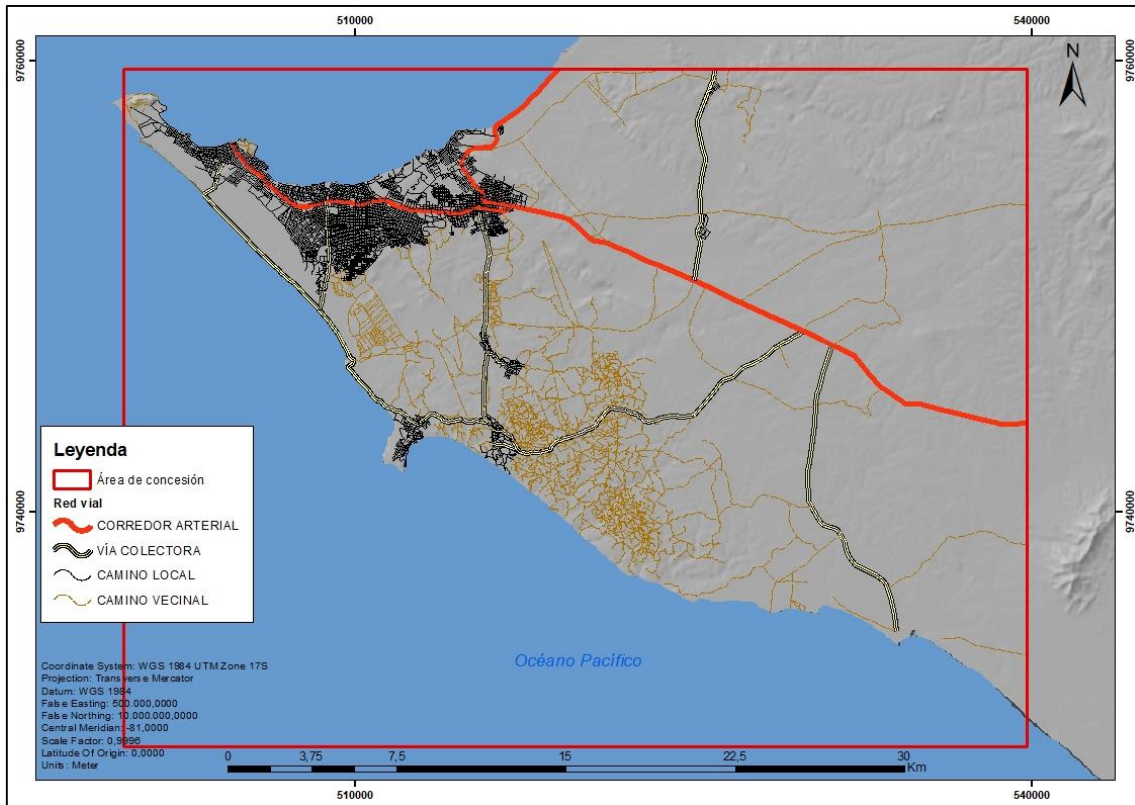 510000
540000
9760000
9760000
N
Leyenda
Área de concesión
Red vial
CORREDOR ARTERIAL
VÍA COLECTORA
CAMINO LOCAL
CAMINO VECINAL
9740000
9740000
Océano Pacífico
Coordinate System: WGS 1984 UTM Zone 17S
Projection: Transverse Mercator
Datum: WGS 1984
False Easting: 500.000,0000
False Northing: 10.000.000,0000
Central Meridian: -81,0000
Scale Factor: 0,9996
Latitude Of Origin: 0,0000
Units: Meter
0 3,75 7,5 15 22,5 30
Km
510000
540000